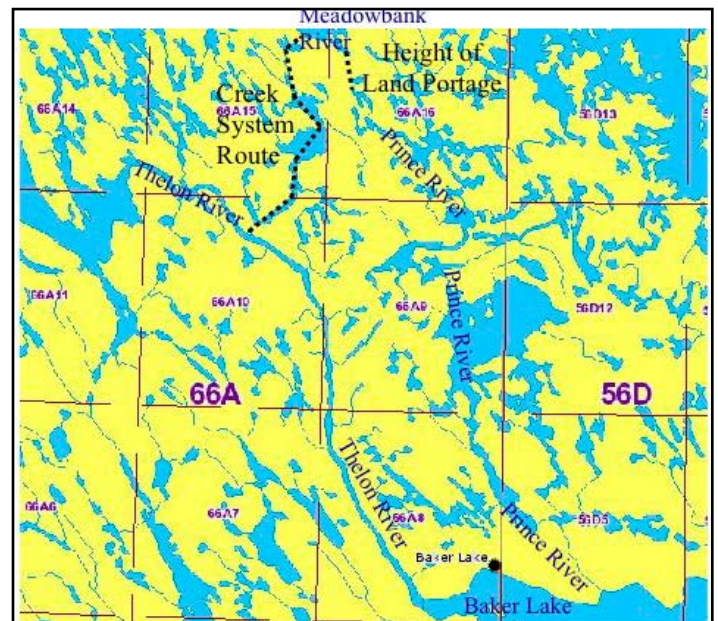 Meadowbank
River
Height of
Land Portage
Creek
System
Route
66A14
66A15
66A16
56D13
Prince River
Thelon River
66A11
66A10
66A9
56D12
Prince River
66A
56D
Thelon River
66A6
66A7
66A8
56D5
Prince River
Baker Lake
Baker Lake